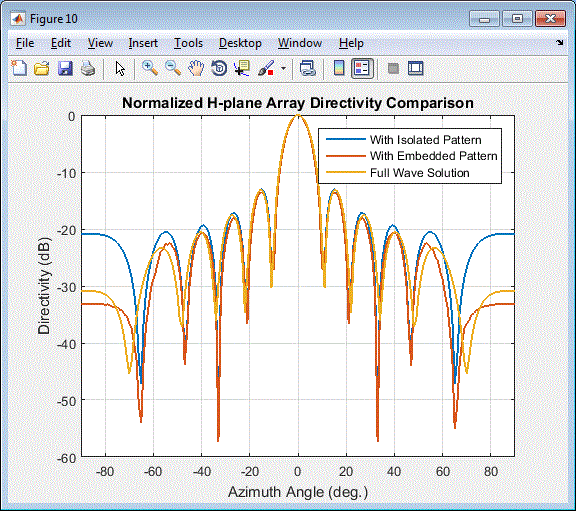 Figure 10
File Edit View Insert Tools Desktop Window Help
Normalized H-plane Array Directivity Comparison
With Isolated Pattern
With Embedded Pattern
Full Wave Solution
0
-10
-20
-30
-40
-50
-60
Directivity (dB)
-80 -60 -40 -20 0 20 40 60 80
Azimuth Angle (deg.)